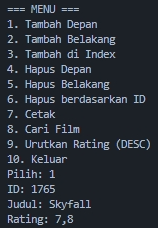 === MENU ===
1. Tambah Depan
2. Tambah Belakang
3. Tambah di Index
4. Hapus Depan
5. Hapus Belakang
6. Hapus berdasarkan ID
7. Cetak
8. Cari Film
9. Urutkan Rating (DESC)
10. Keluar
Pilih: 1
ID: 1765
Judul: Skyfall
Rating: 7,8